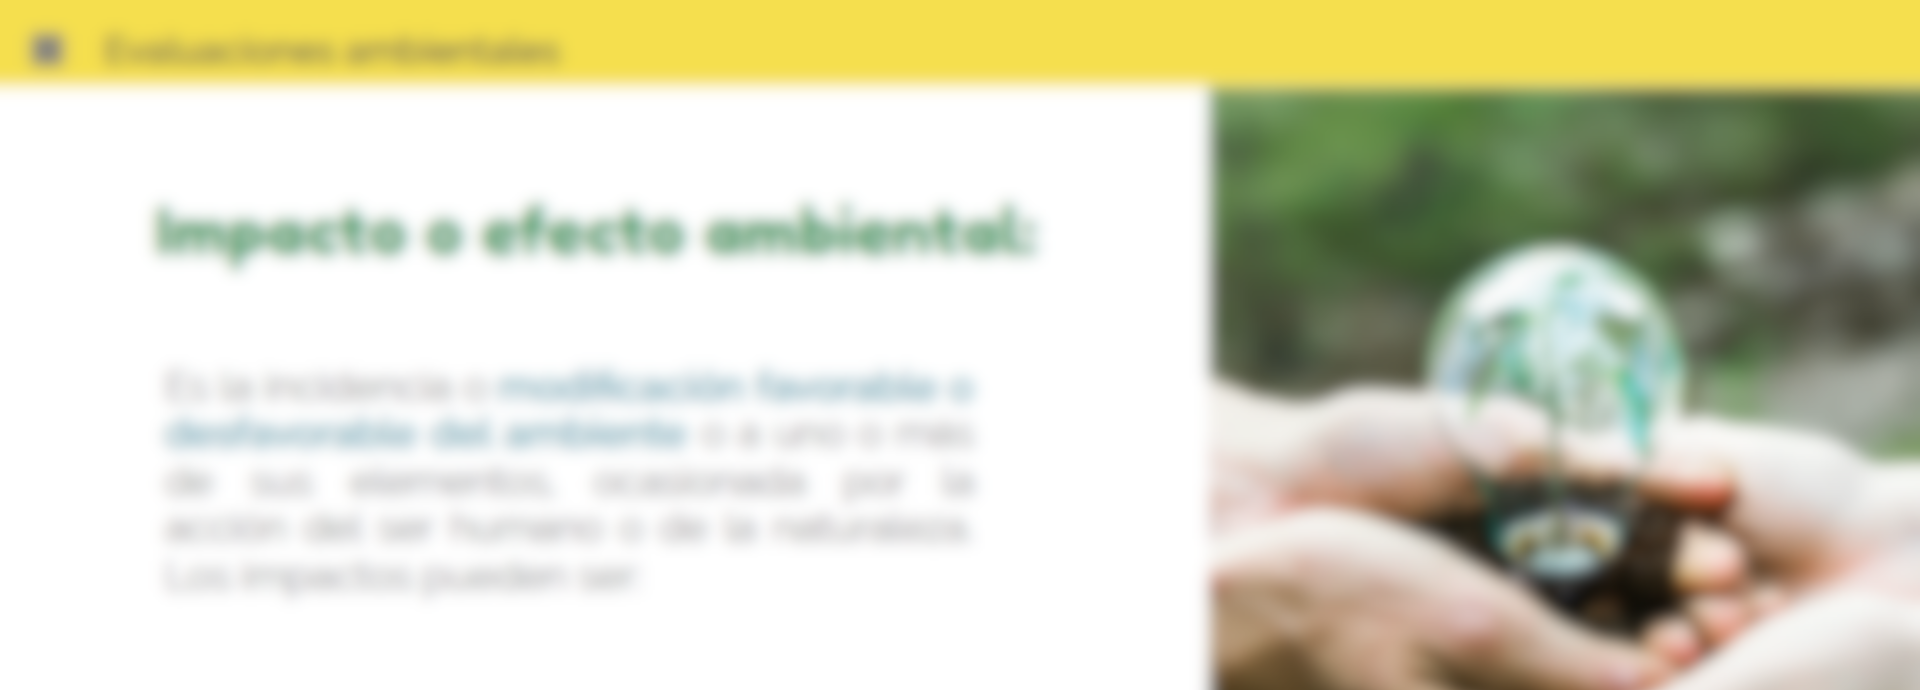 Evaluaciones ambientales
Impacto o efecto ambiental:
Es la incidencia o modificación favorable o
desfavorable del ambiente o a uno o más
de sus elementos, ocasionada por la
acción del ser humano o de la naturaleza.
Los impactos pueden ser: